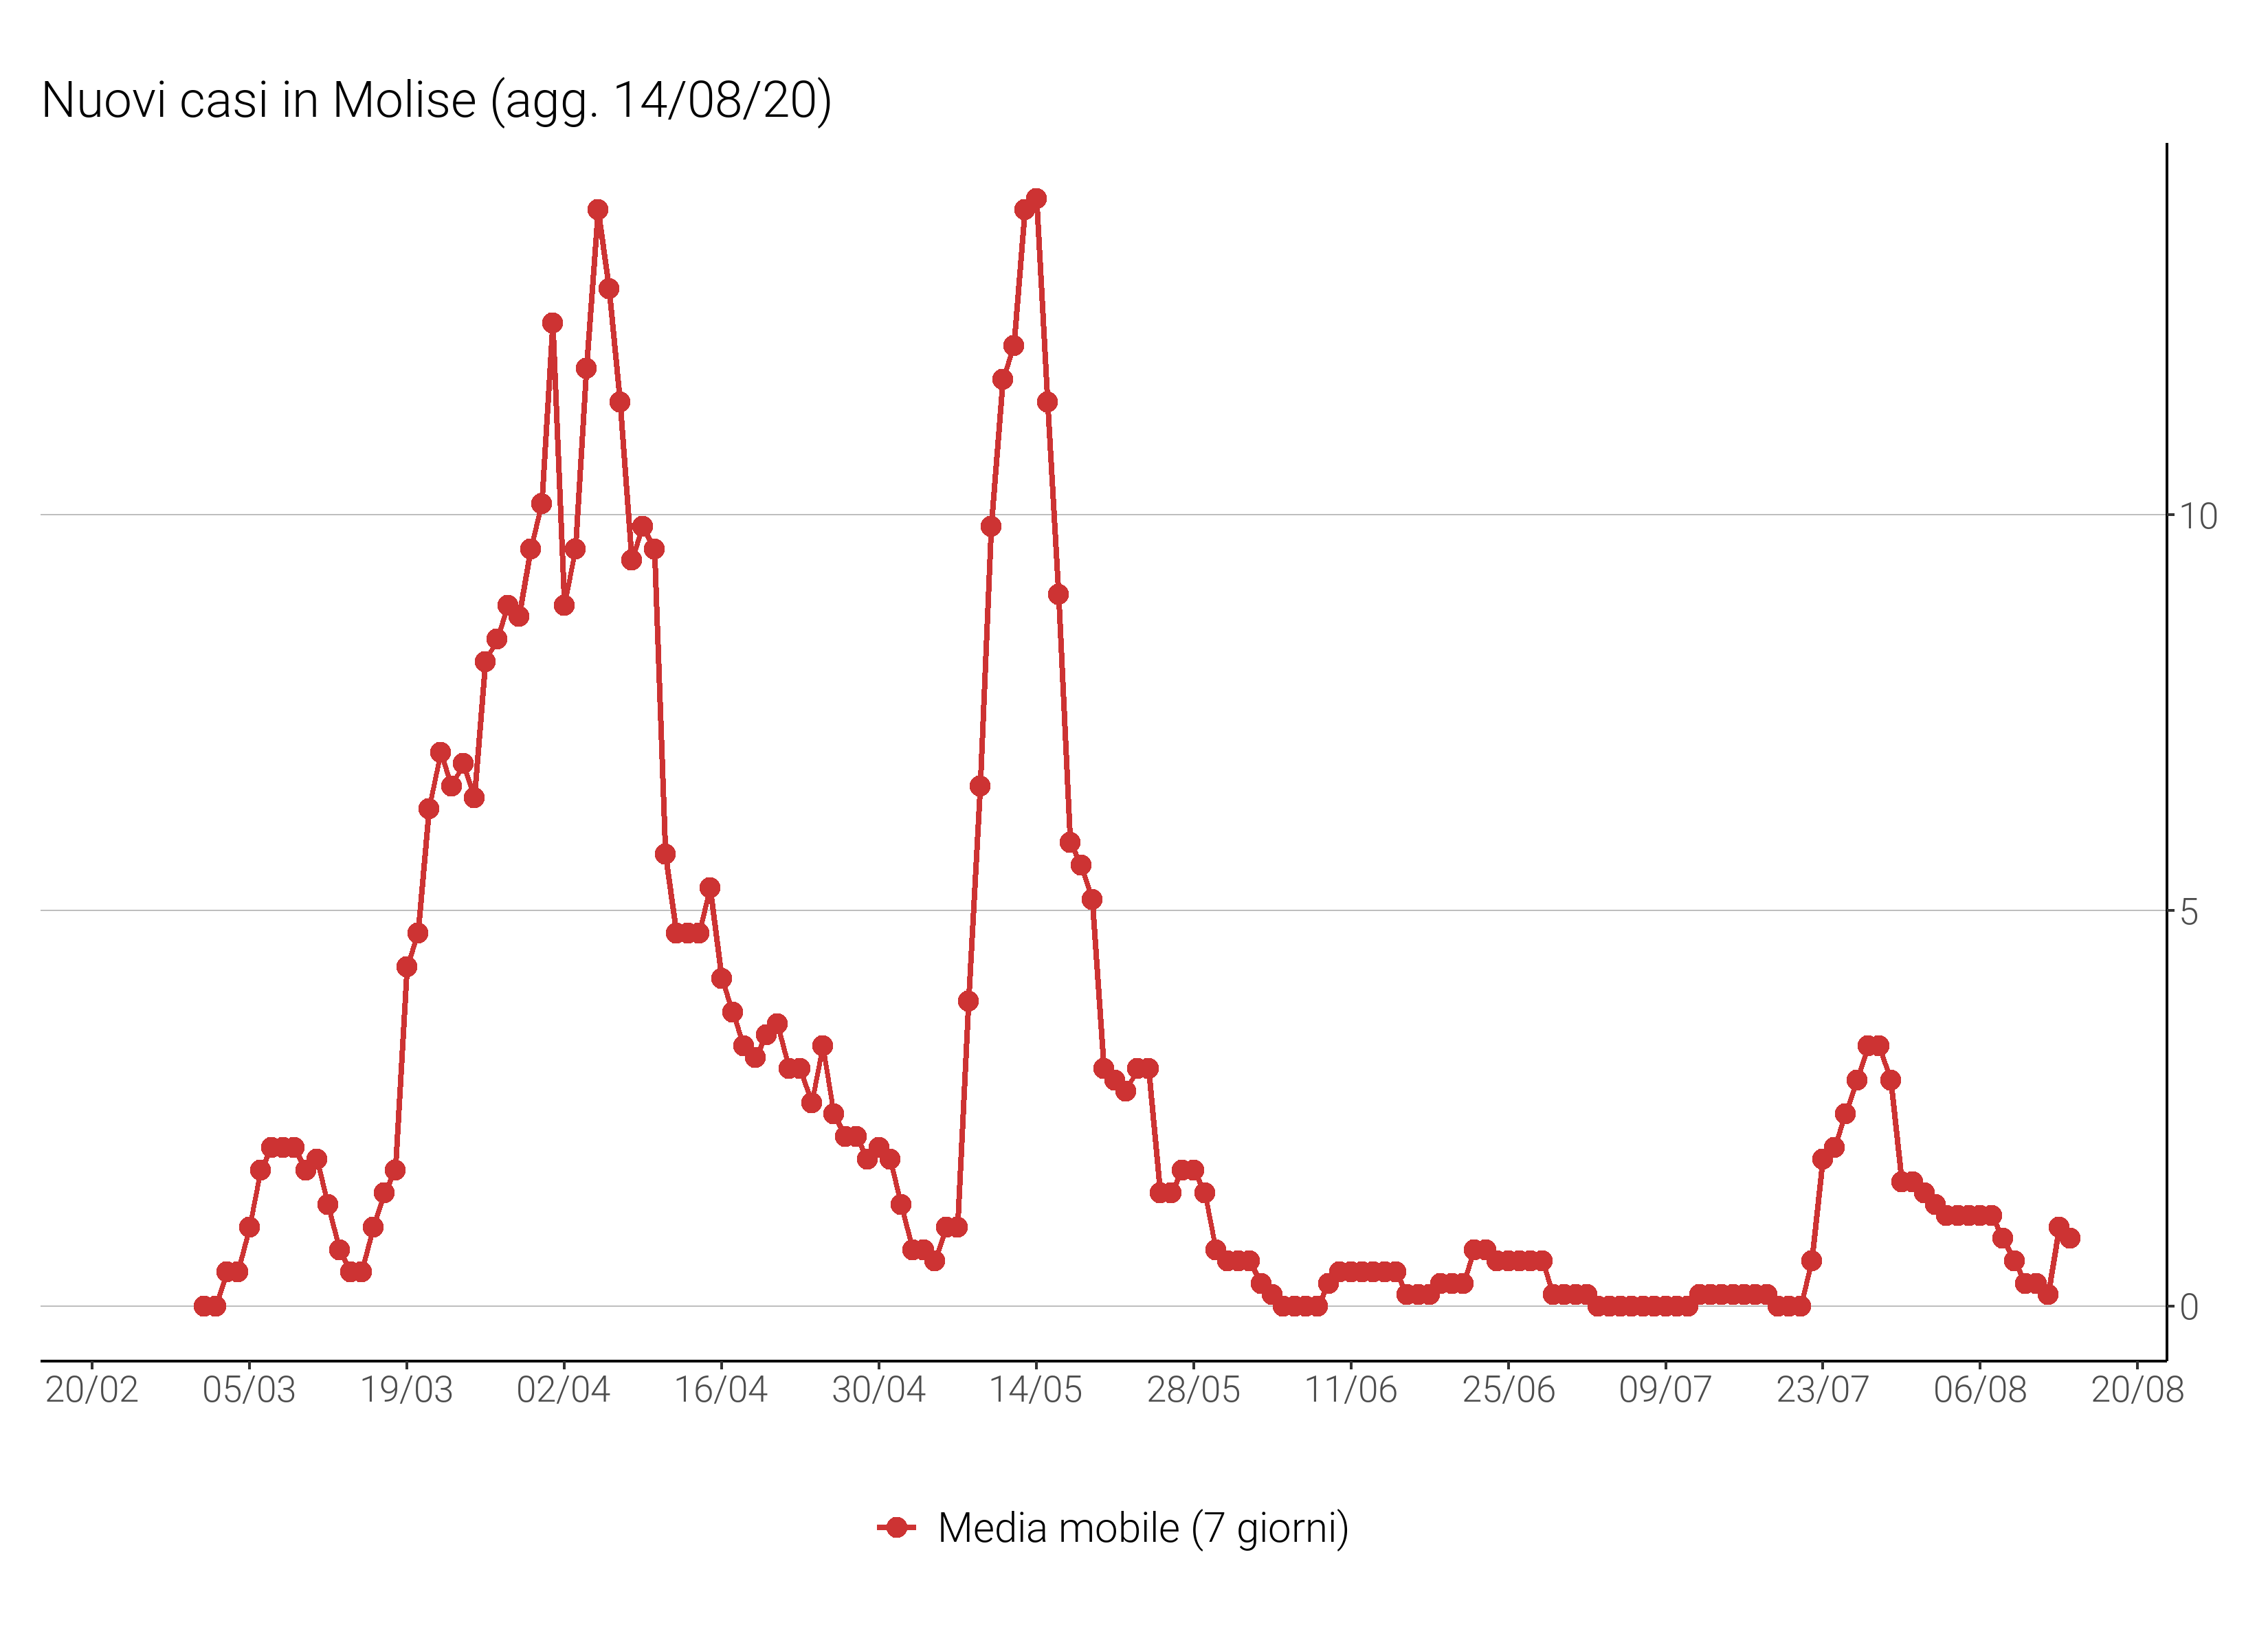 Nuovi casi in Molise (agg. 14/08/20)
10
5
0
20/02 05/03 19/03 02/04 16/04 30/04 14/05 28/05 11/06 25/06 09/07 23/07 06/08 20/08
Media mobile (7 giorni)